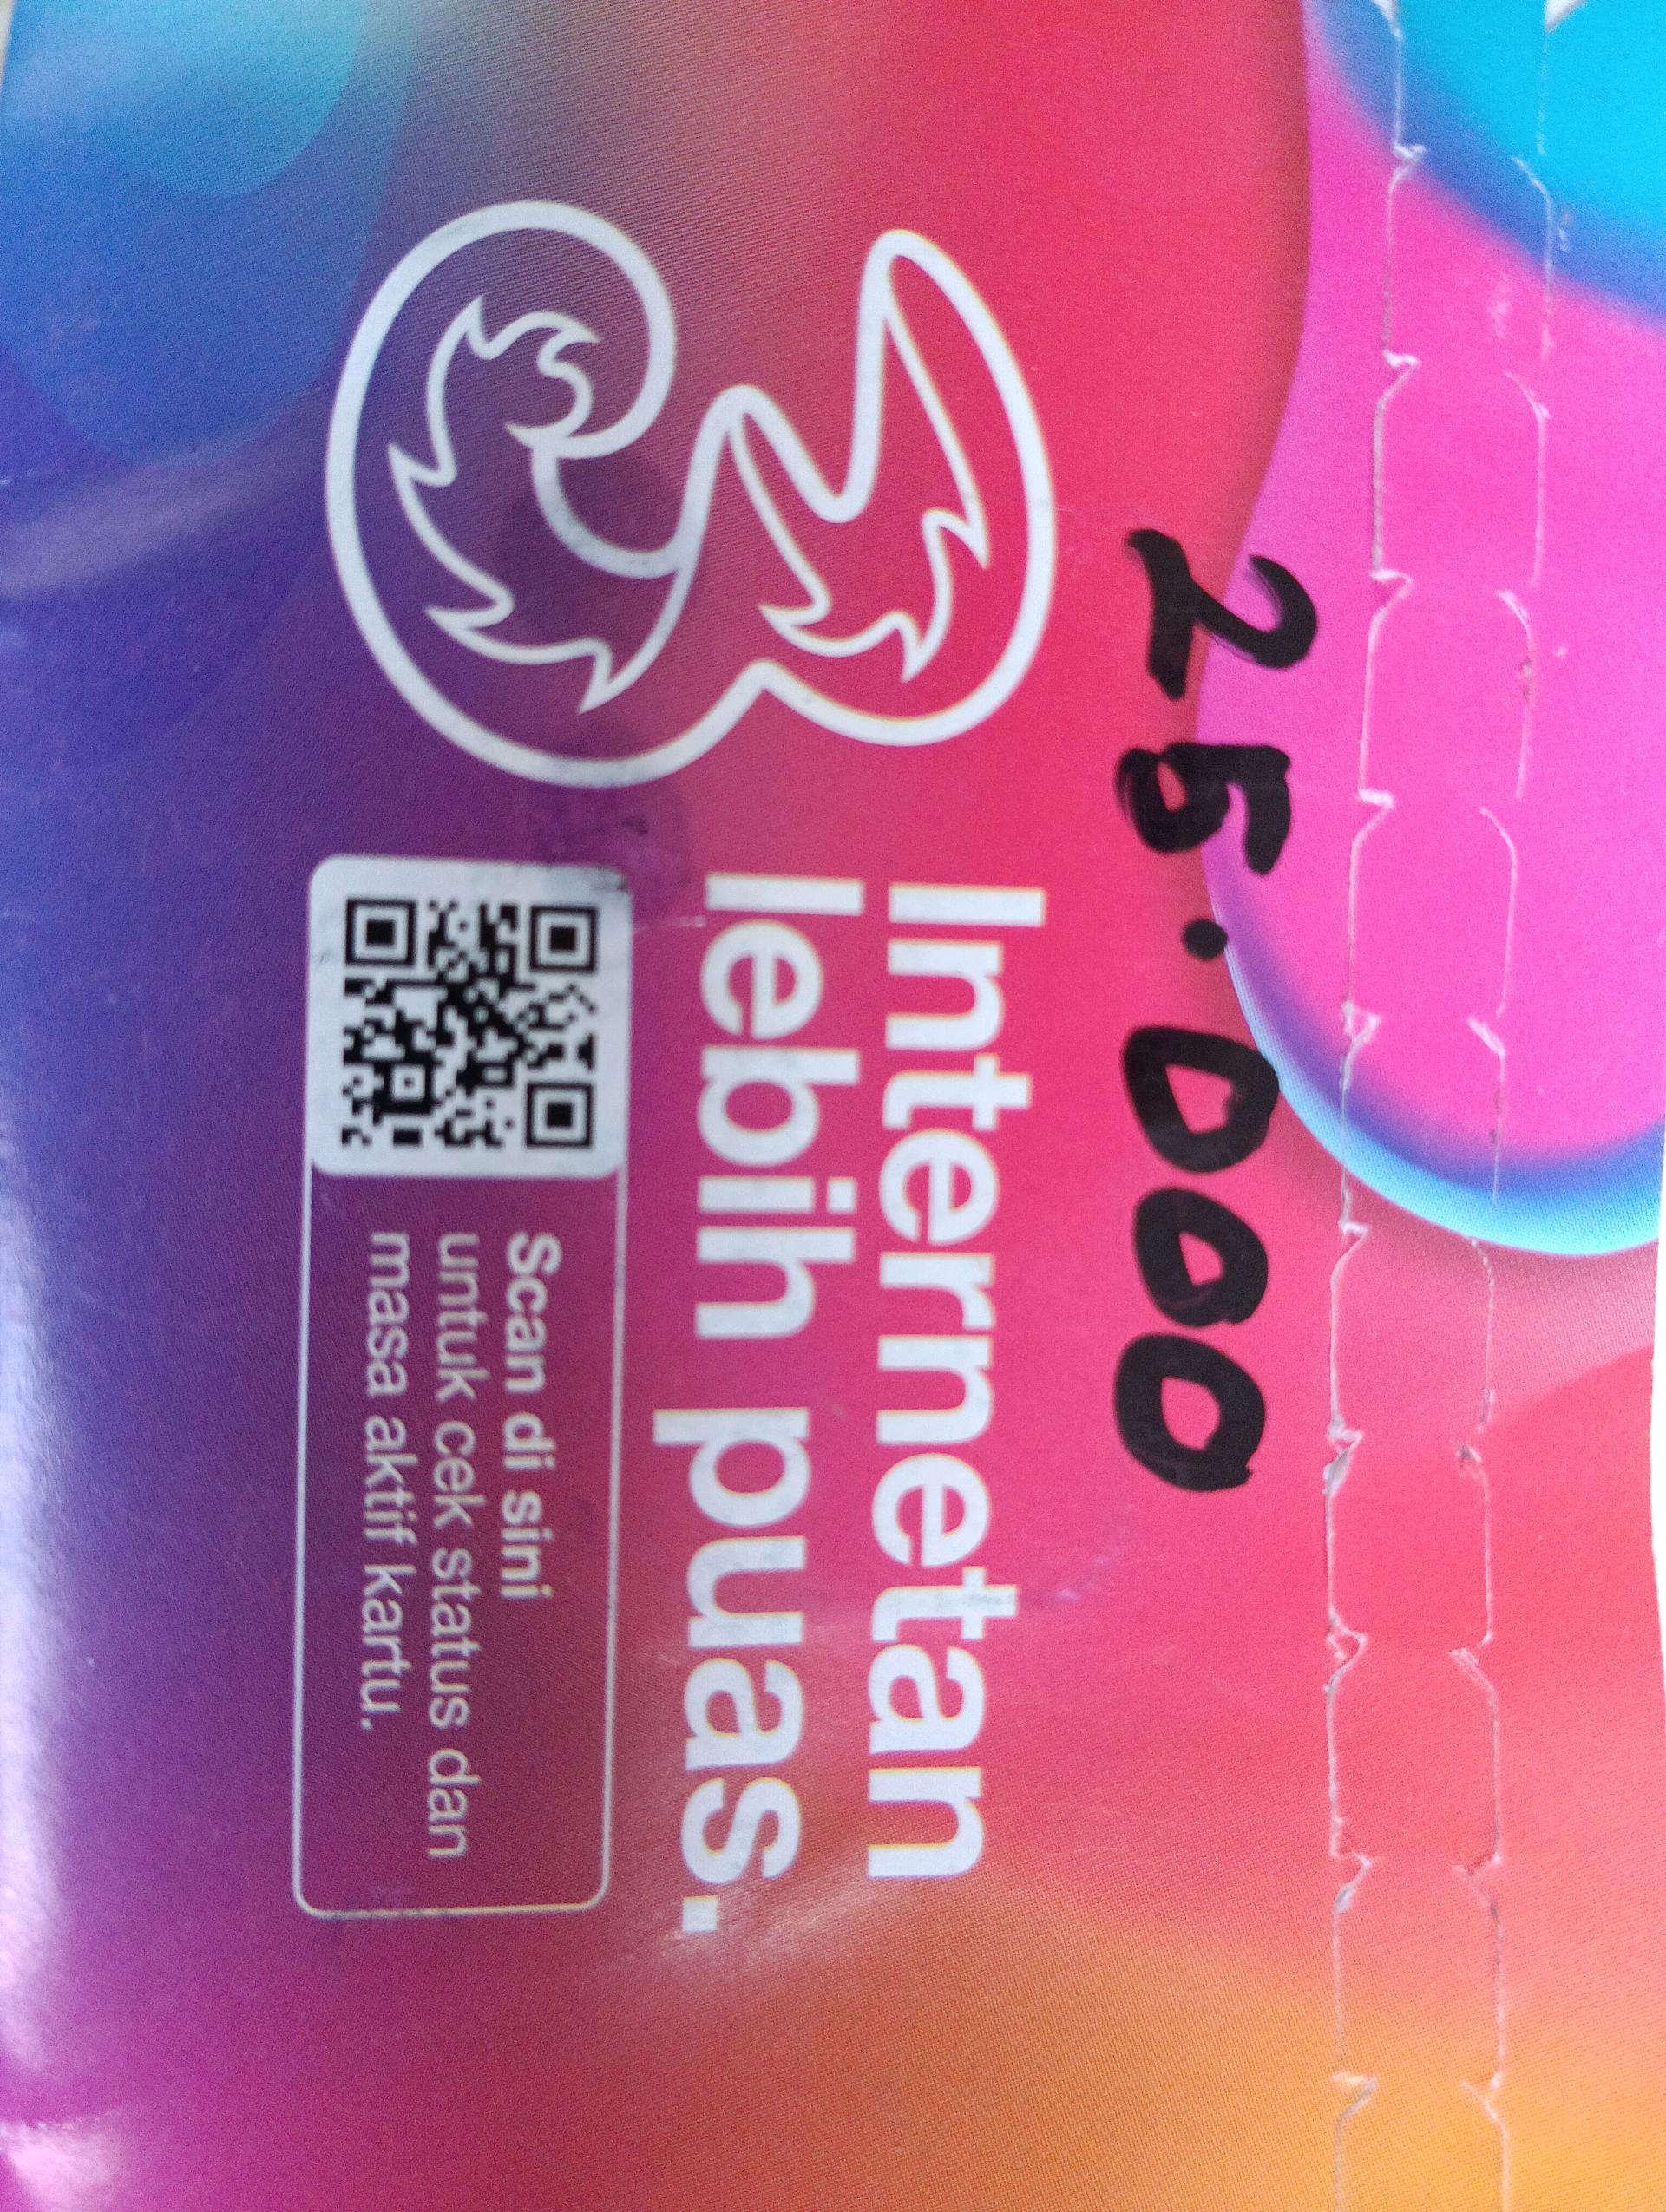 25.000
Internetan
lebih puas.
Scan di sini
untuk cek status dan
masa aktif kartu.